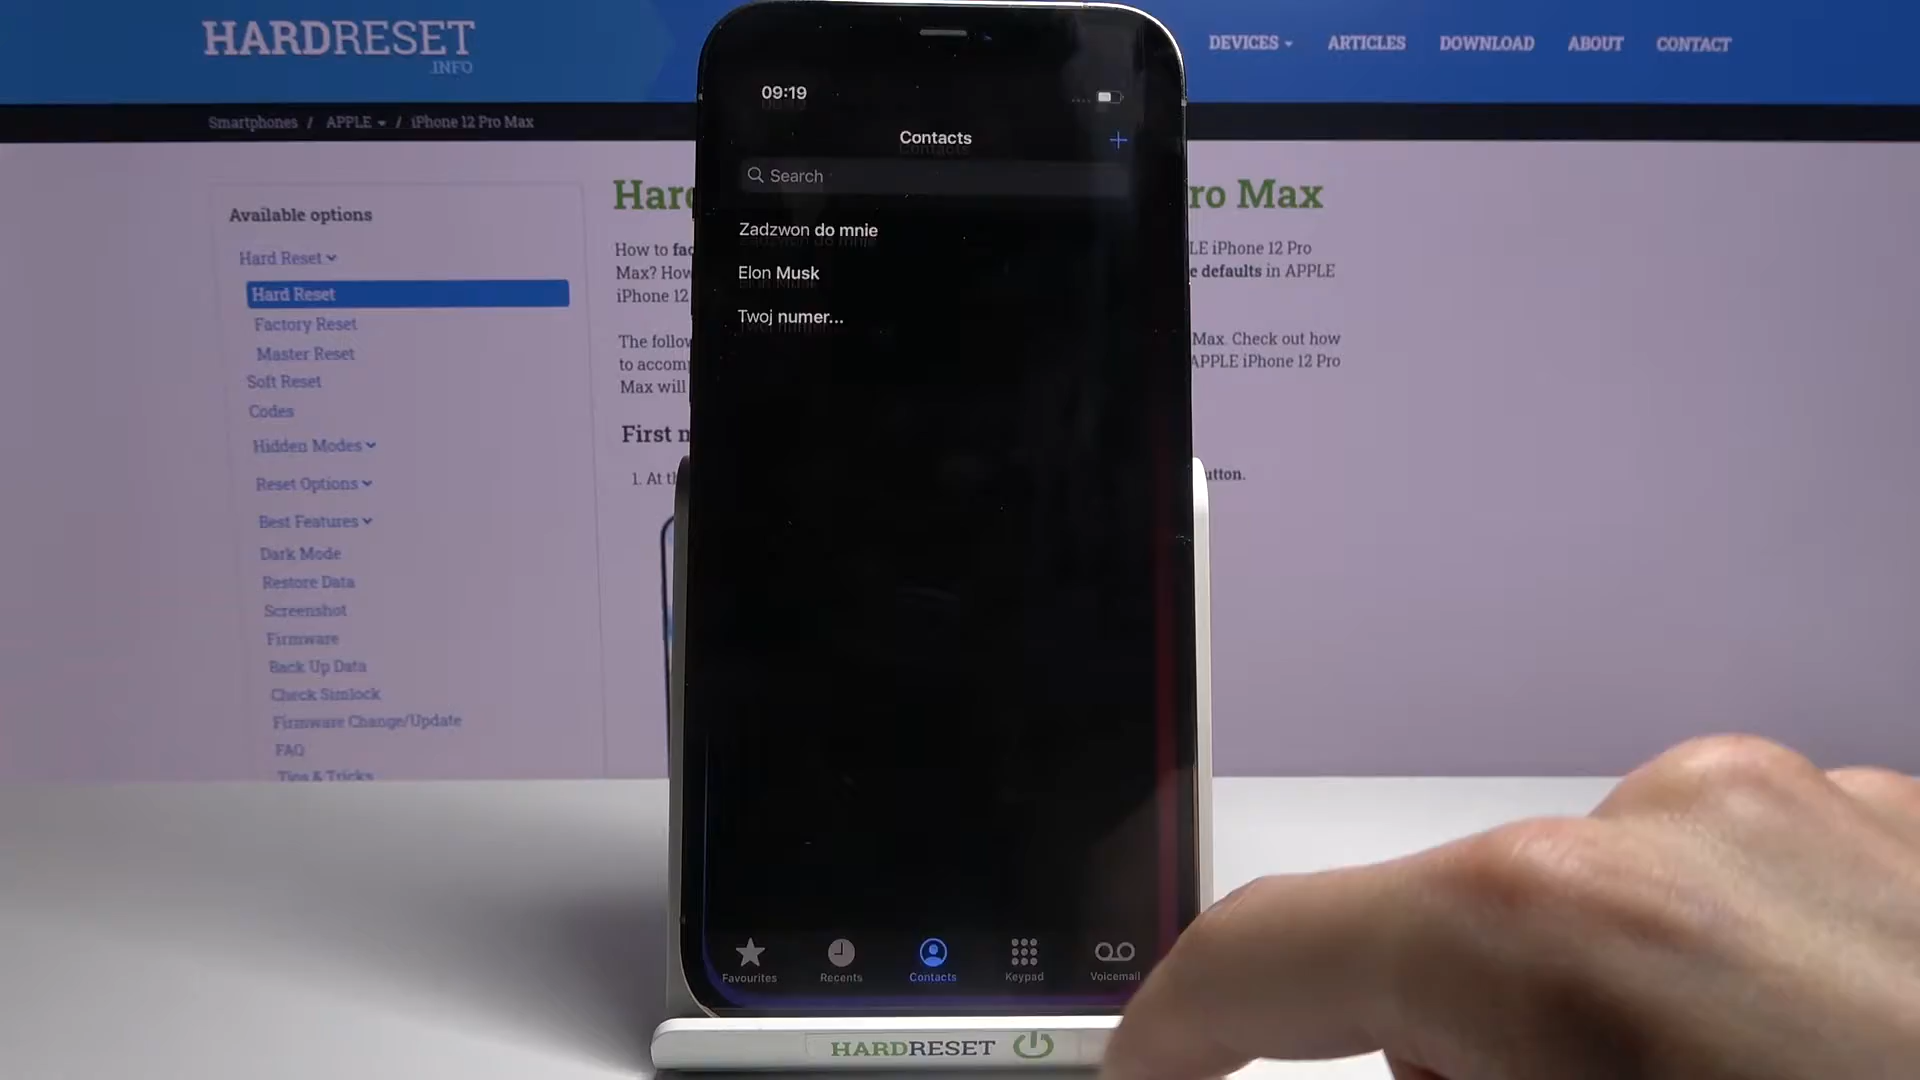 HARDRESET
.INFO
DEVICES ARTICLES DOWNLOAD ABOUT CONTACT
Smartphones / APPLE / iPhone 12 Pro Max
Available options
Hard Reset
Hard Reset
Factory Reset
Master Reset
Soft Reset
Codes
Hidden Modes
Reset Options
Best Features
Dark Mode
Restore Data
Screenshot
Firmware
Back Up Data
Check Simlock
Firmware Change/Update
FAQ
Tips & Tricks
ro Max
How to
LE iPhone 12 Pro
Max? How
e defaults in APPLE
iPhone 12
The follow
Max. Check out how
to accom
APPLE iPhone 12 Pro
Max will
First
1. At th
utton.
09:19
Contacts
+
Search
Zadzwon do mnie
Elon Musk
Twoj numer...
Favourites Recents Contacts Keypad Voicemail
HARDRESET